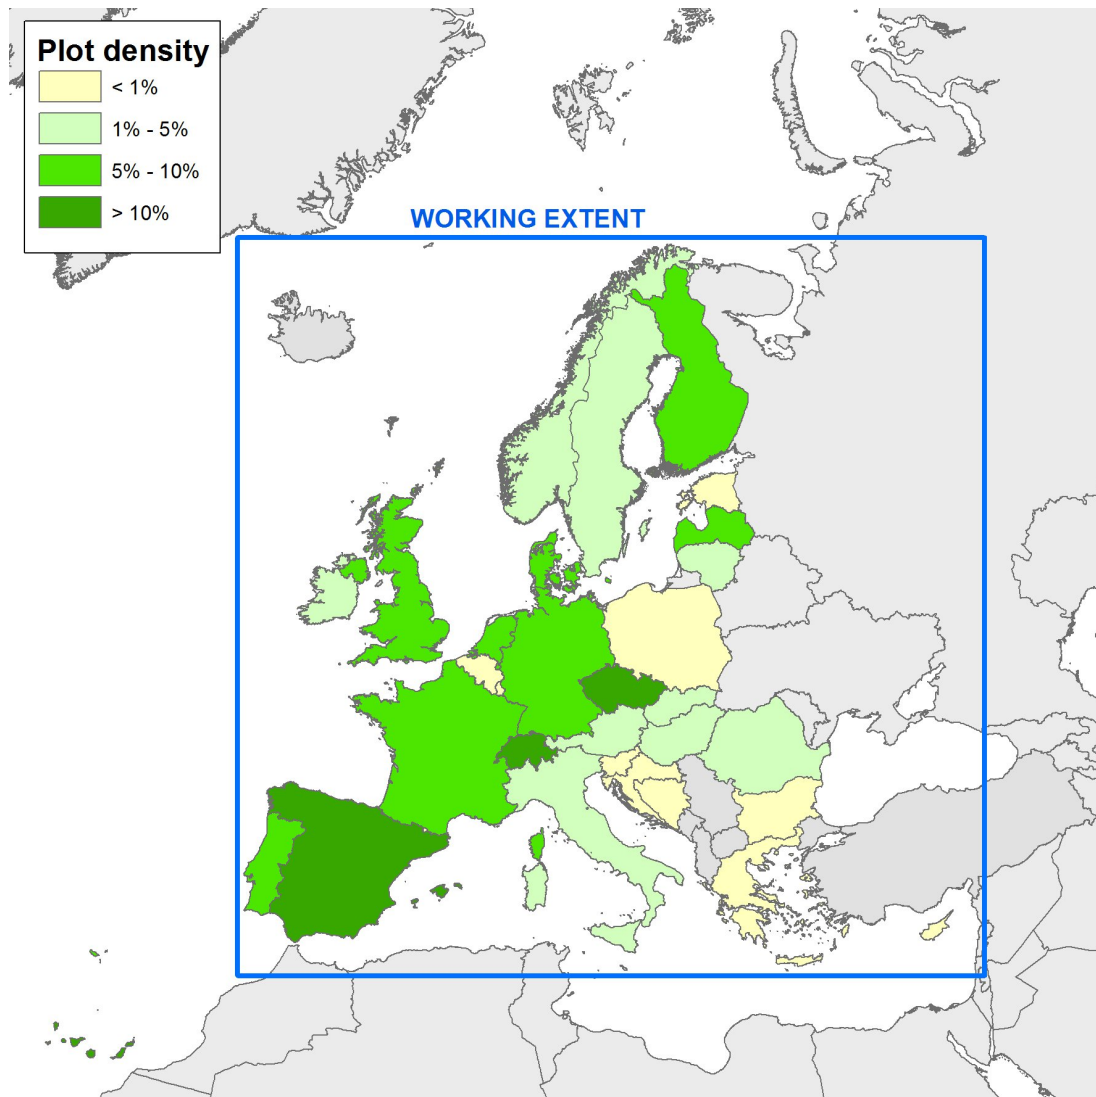 Plot density
< 1%
1% - 5%
5% - 10%
> 10%
WORKING EXTENT